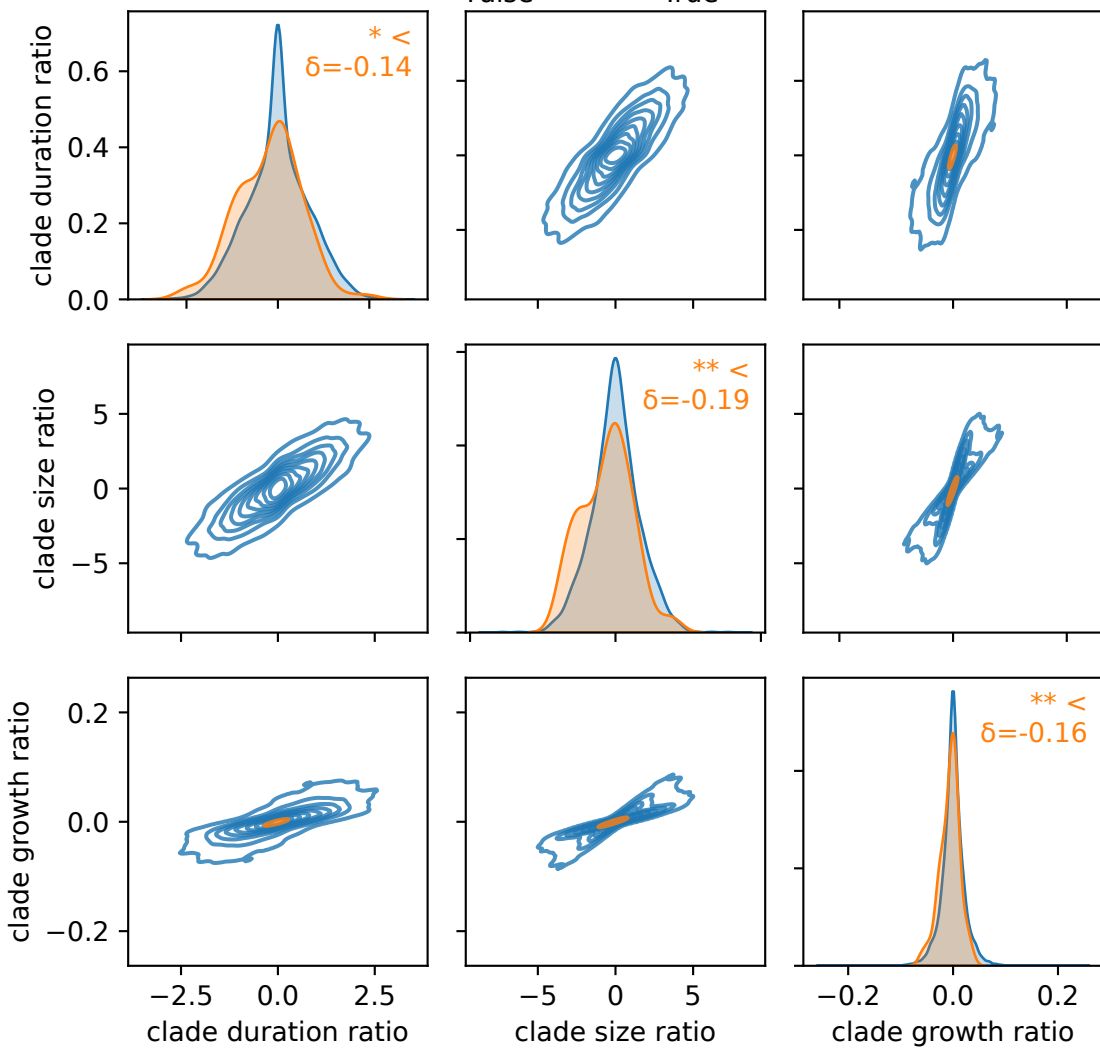 True
* <
δ=-0.14
clade duration ratio
0.6
0.4
0.2
0.0
** <
δ=-0.19
clade size ratio
5
0
−5
** <
δ=-0.16
clade growth ratio
0.2
0.0
−0.2
−2.5 0.0 2.5 −5 0 5 −0.2 0.0 0.2
clade duration ratio clade size ratio clade growth ratio